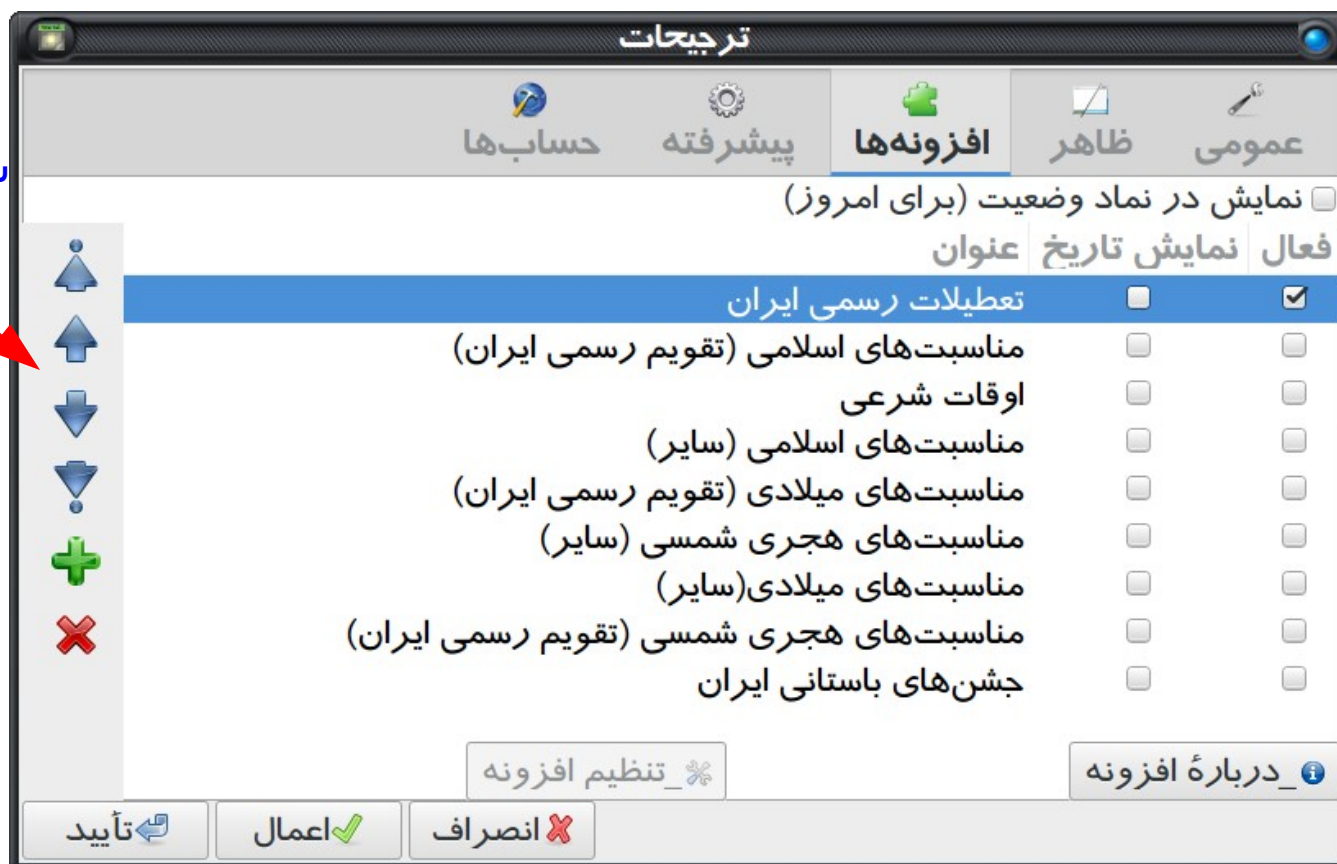 ترجیحات
عمومی ظاهر افزونه‌ها پیشرفته حساب‌ها
نمایش در نماد وضعیت (برای امروز)
فعال نمایش تاریخ عنوان
تعطیلات رسمی ایران
مناسبت‌های اسلامی (تقویم رسمی ایران)
اوقات شرعی
مناسبت‌های اسلامی (سایر)
مناسبت‌های میلادی (تقویم رسمی ایران)
مناسبت‌های هجری شمسی (سایر)
مناسبت‌های میلادی(سایر)
مناسبت‌های هجری شمسی (تقویم رسمی ایران)
جشن‌های باستانی ایران
_دربارهٔ افزونه _تنظیم افزونه
انصراف اعمال تأیید